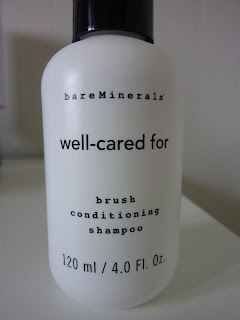 bareMinerals
well-cared for
brush
conditioning
shampoo
120 ml / 4.0 Fl. Oz.